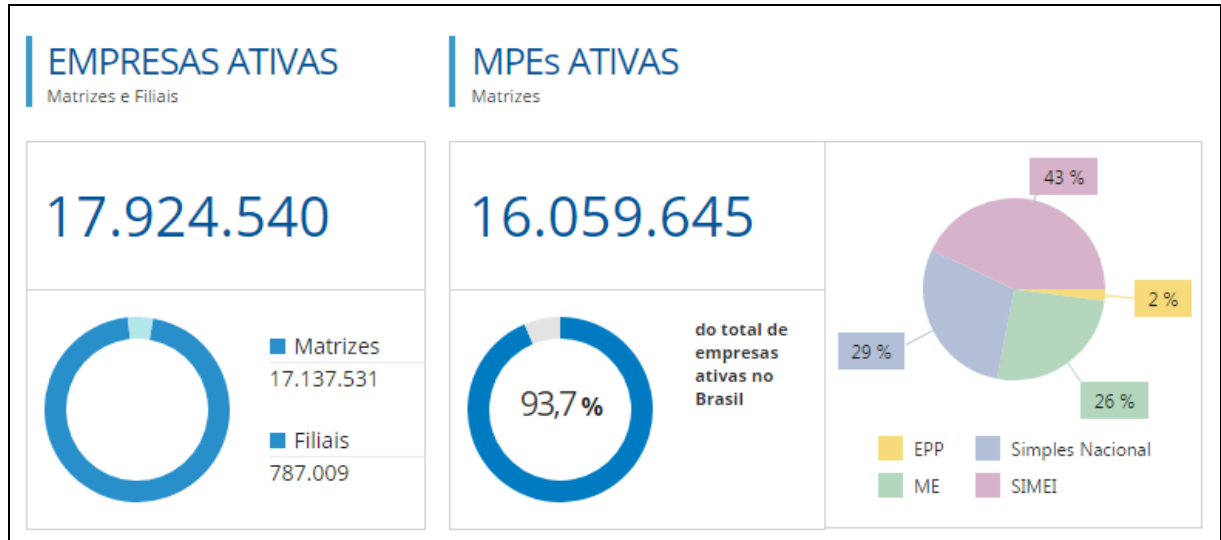 EMPRESAS ATIVAS
Matrizes e Filiais
17.924.540
Matrizes
17.137.531
Filiais
787.009
MPEs ATIVAS
Matrizes
16.059.645
93,7 %
do total de
empresas
ativas no
Brasil
43 %
2 %
29 %
26 %
EPP
Simples Nacional
ME
SIMEI